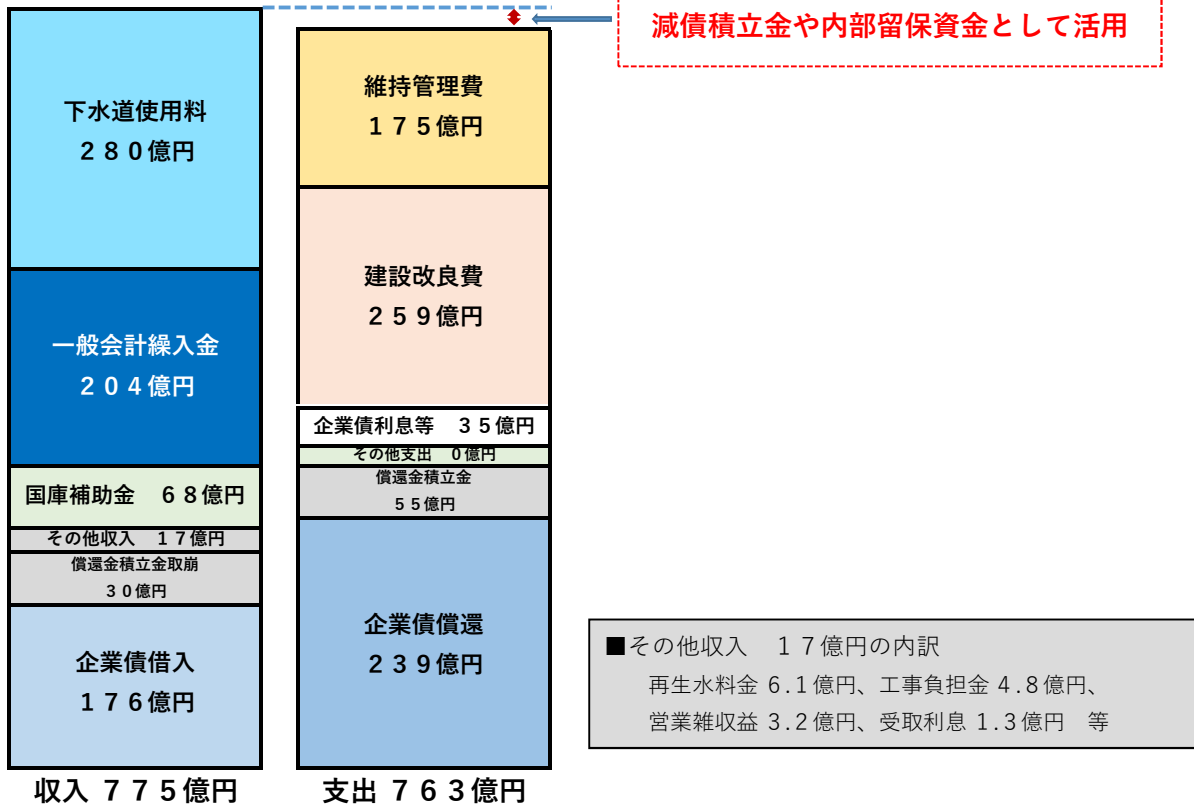 減債積立金や内部留保資金として活用
下水道使用料
２８０億円
一般会計繰入金
２０４億円
国庫補助金　６８億円
その他収入　１７億円
償還金積立金取崩
３０億円
企業債借入
１７６億円
収入 ７７５億円
維持管理費
１７５億円
建設改良費
２５９億円
企業債利息等　３５億円
その他支出　０億円
償還金積立金
５５億円
企業債償還
２３９億円
支出 ７６３億円
■その他収入　１７億円の内訳
再生水料金 6.1億円、工事負担金 4.8億円、
営業雑収益 3.2億円、受取利息 1.3億円　等